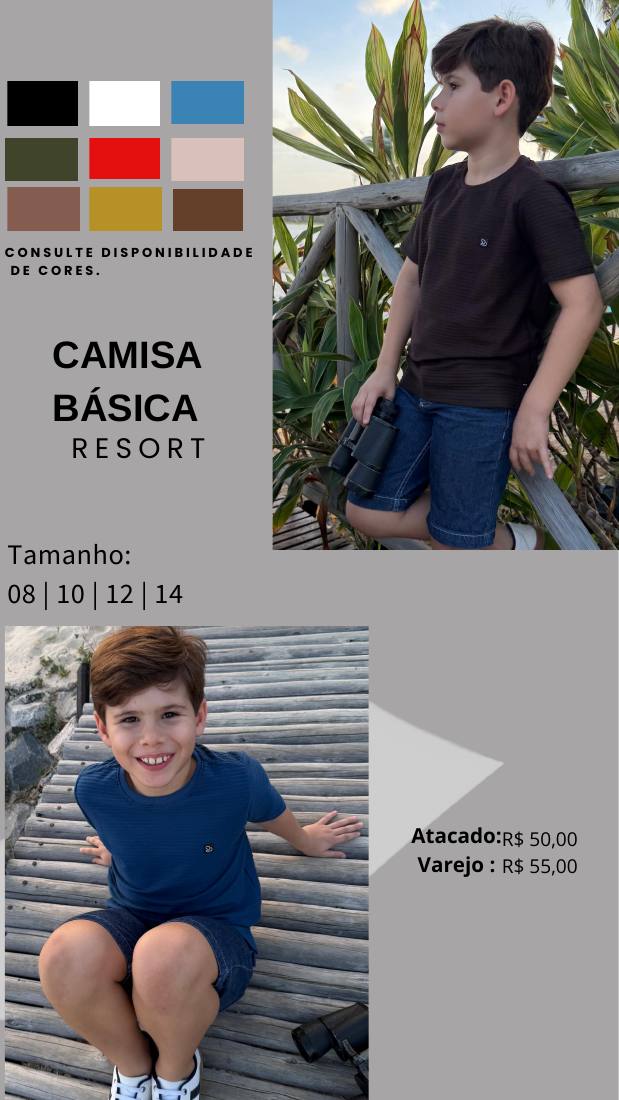 CONSULTE DISPONIBILIDADE
DE CORES.
CAMISA
BÁSICA
RESORT
Tamanho:
08 | 10 | 12 | 14
Atacado:R$ 50,00
Varejo : R$ 55,00